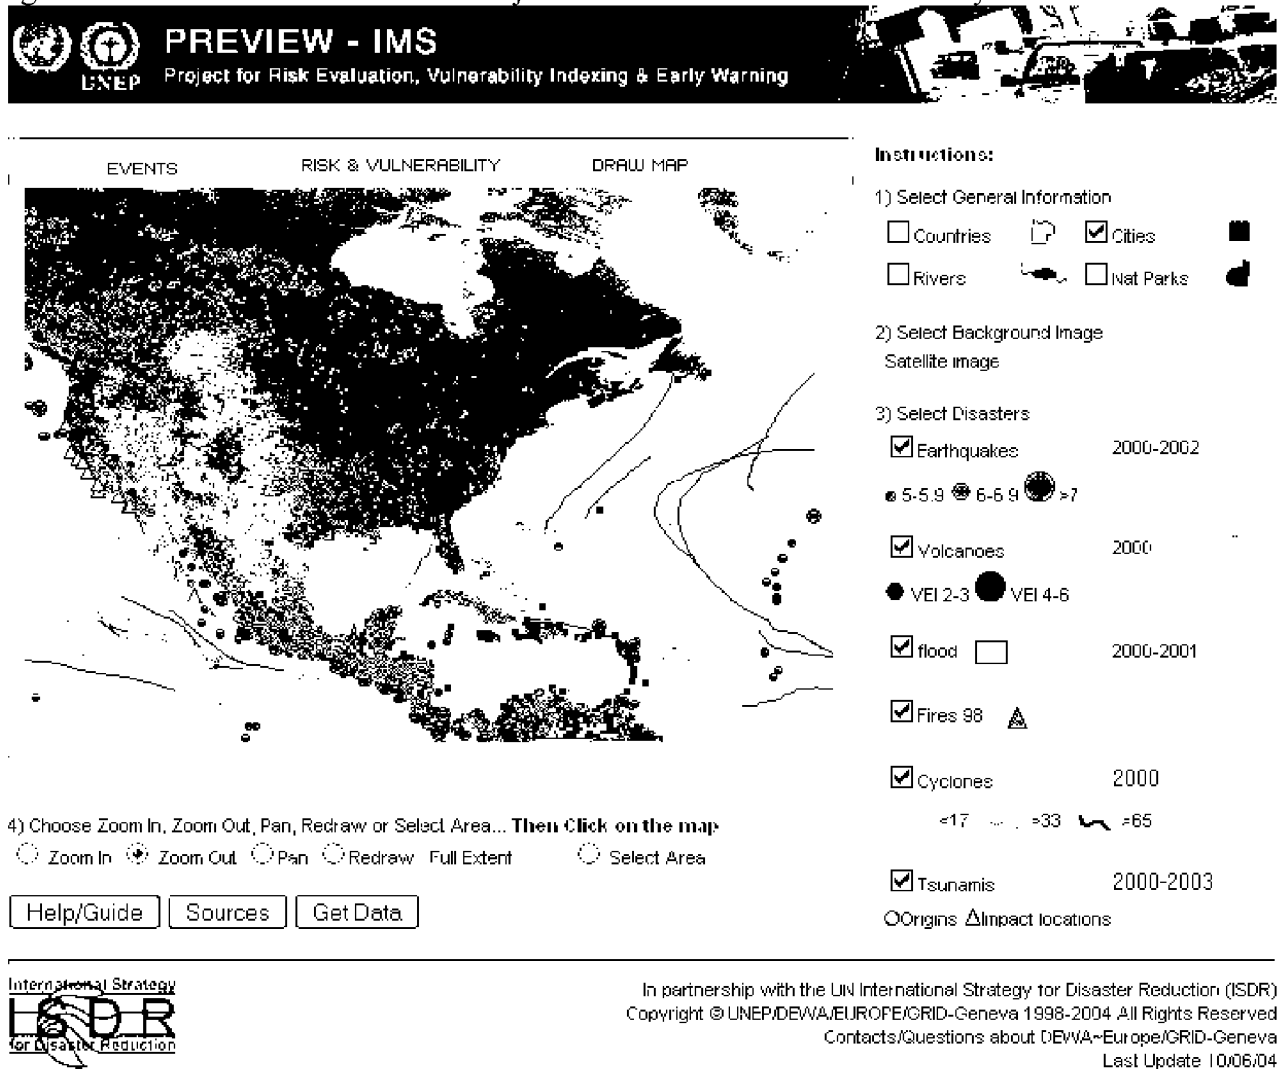 UNEP
PREVIEW - IMS
Project for Risk Evaluation, Vulnerability Indexing & Early Warning
EVENTS RISK & VULNERABILITY DRAW MAP
Instructions:
1) Select General Information
Countries Cities
Rivers Nat Parks
2) Select Background Image
Satellite image
3) Select Disasters
Earthquakes 2000-2002
5-5.9 6-6.9 >7
Volcanoes 2000
VEI 2-3 VEI 4-6
flood 2000-2001
Fires 98
Cyclones 2000
<17 >33 >65
Tsunamis 2000-2003
Origins Impact locations
4) Choose Zoom In, Zoom Out, Pan, Redraw or Select Area... Then Click on the map
Zoom In Zoom Out Pan Redraw Full Extent Select Area
Help/Guide Sources Get Data
International Strategy
ISDR
for Disaster Reduction
In partnership with the UN International Strategy for Disaster Reduction (ISDR)
Copyright © UNEP/DEWA/EUROPE/GRID-Geneva 1998-2004 All Rights Reserved
Contacts/Questions about DEWA~Europe/GRID-Geneva
Last Update 10/06/04